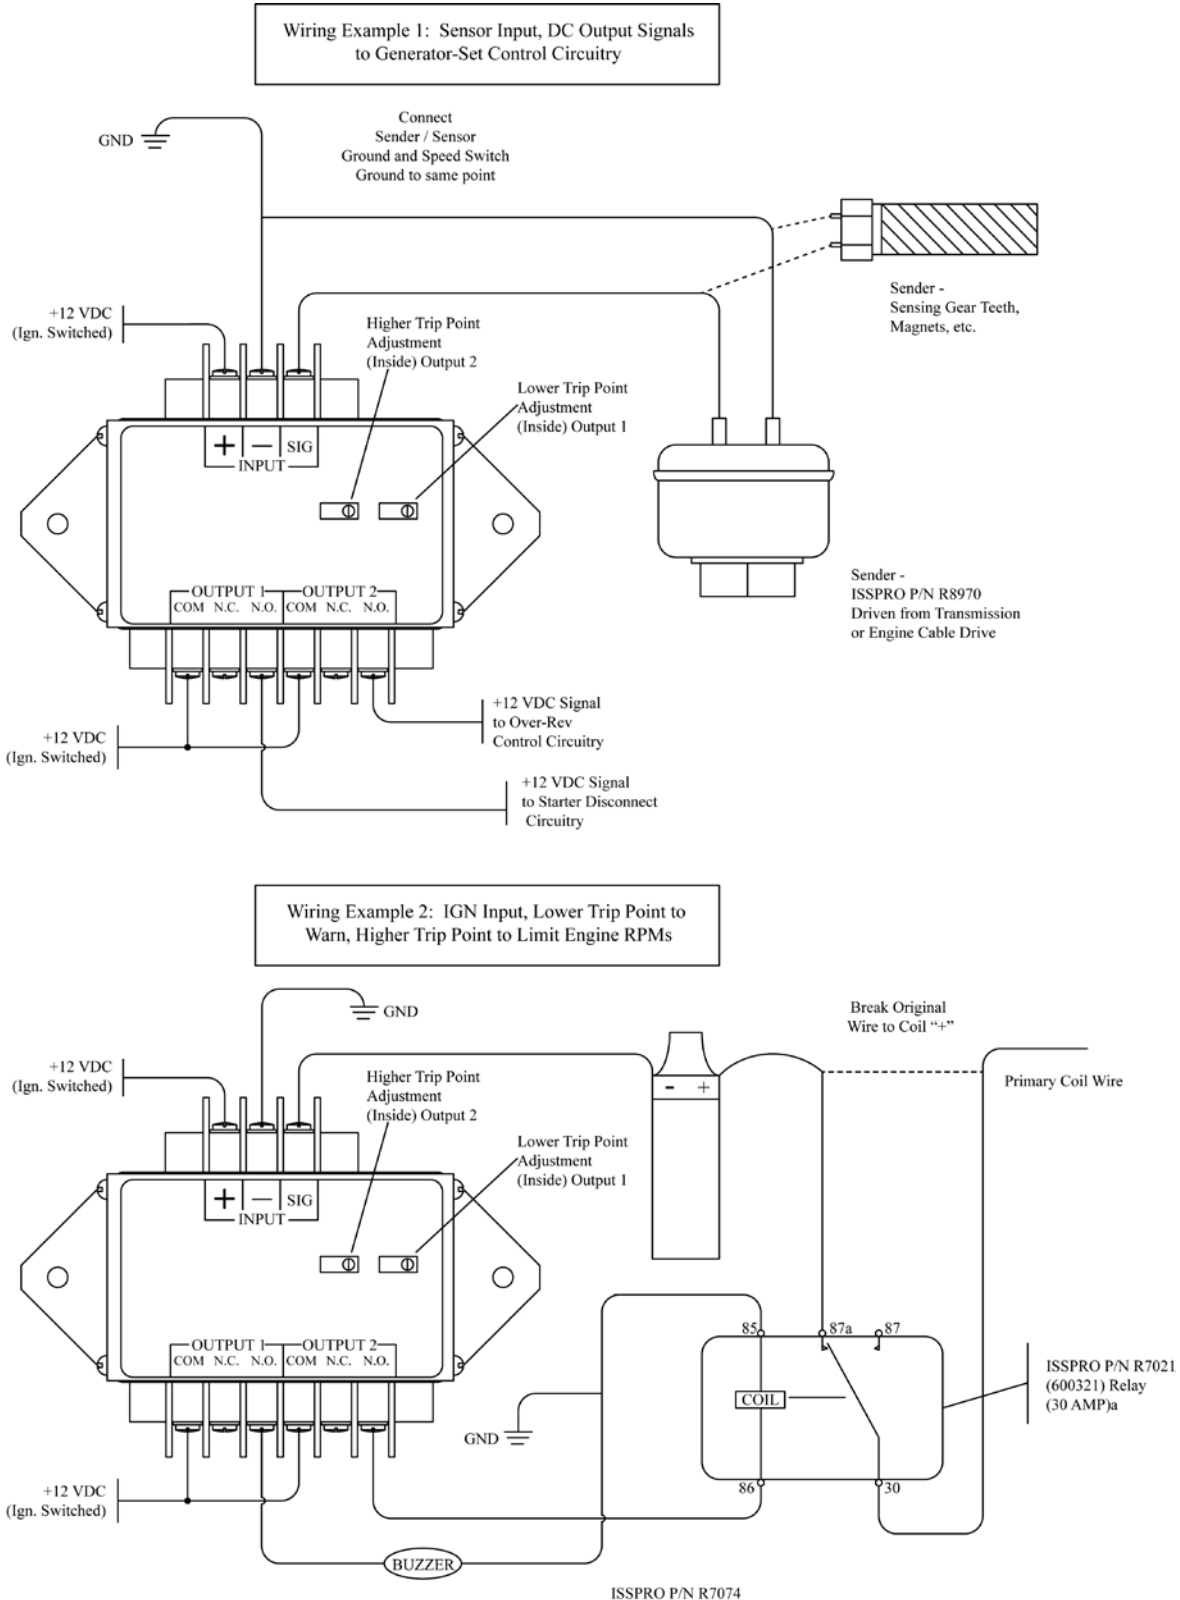 Wiring Example 1: Sensor Input, DC Output Signals
to Generator-Set Control Circuitry
Connect
Sender / Sensor
Ground and Speed Switch
Ground to same point
GND
Sender -
Sensing Gear Teeth,
Magnets, etc.
+12 VDC
(Ign. Switched)
Higher Trip Point
Adjustment
(Inside) Output 2
Lower Trip Point
Adjustment
(Inside) Output 1
+ — SIG
INPUT
OUTPUT 1 OUTPUT 2
COM N.C. N.O. COM N.C. N.O.
Sender -
ISSPRO P/N R8970
Driven from Transmission
or Engine Cable Drive
+12 VDC Signal
to Over-Rev
Control Circuitry
+12 VDC
(Ign. Switched)
+12 VDC Signal
to Starter Disconnect
Circuitry
Wiring Example 2: IGN Input, Lower Trip Point to
Warn, Higher Trip Point to Limit Engine RPMs
GND
Break Original
Wire to Coil “+”
+12 VDC
(Ign. Switched)
Higher Trip Point
Adjustment
(Inside) Output 2
- +
Primary Coil Wire
Lower Trip Point
Adjustment
(Inside) Output 1
+ — SIG
INPUT
OUTPUT 1 OUTPUT 2
COM N.C. N.O. COM N.C. N.O.
85 87a 87
COIL
ISSPRO P/N R7021
(600321) Relay
(30 AMP)a
GND
86 30
+12 VDC
(Ign. Switched)
BUZZER
ISSPRO P/N R7074